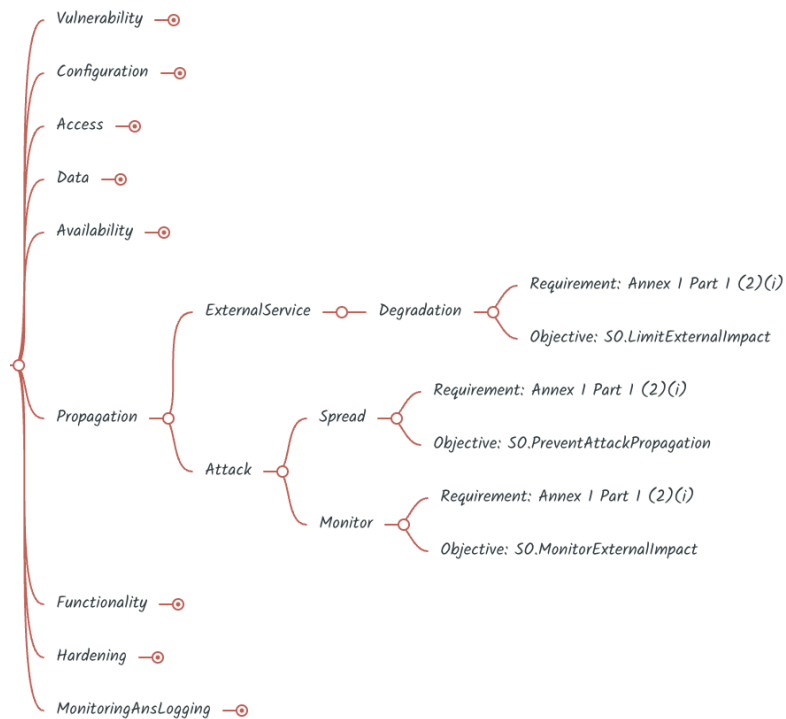 Vulnerability
Configuration
Access
Data
Availability
Propagation
ExternalService
Degradation
Requirement: Annex I Part I (2)(i)
Objective: SO.LimitExternalImpact
Attack
Spread
Requirement: Annex I Part I (2)(i)
Objective: SO.PreventAttackPropagation
Monitor
Requirement: Annex I Part I (2)(i)
Objective: SO.MonitorExternalImpact
Functionality
Hardening
MonitoringAnsLogging